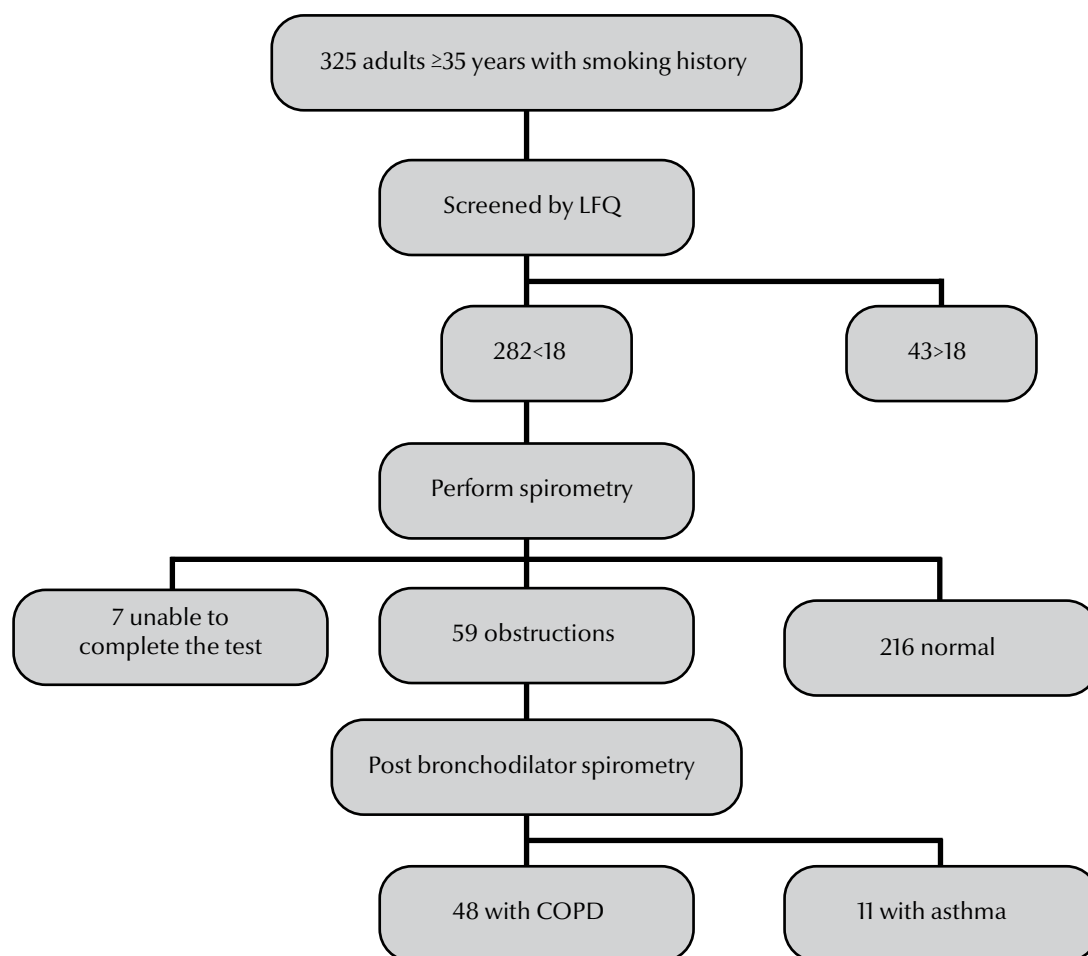 325 adults ≥35 years with smoking history
Screened by LFQ
282<18
43>18
Perform spirometry
7 unable to
complete the test
59 obstructions
216 normal
Post bronchodilator spirometry
48 with COPD
11 with asthma